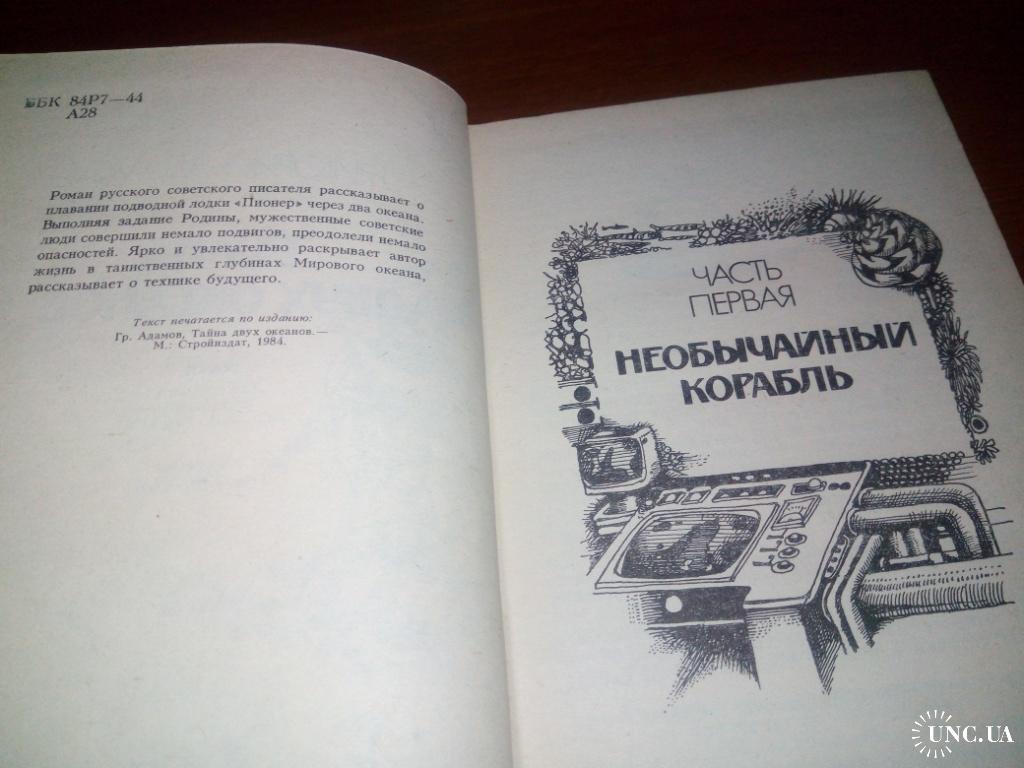 ББК 84Р7—44
А28
Роман русского советского писателя рассказывает о
плавании подводной лодки «Пионер» через два океана.
Выполняя задание Родины, мужественные советские
люди совершили немало подвигов, преодолели немало
опасностей. Ярко и увлекательно раскрывает автор
жизнь в таинственных глубинах Мирового океана,
рассказывает о технике будущего.
Текст печатается по изданию:
Гр. Адамов, Тайна двух океанов.—
М.: Стройиздат, 1984.
ЧАСТЬ
ПЕРВАЯ
НЕОБЫЧАЙНЫЙ
КОРАБЛЬ
UNC.UA